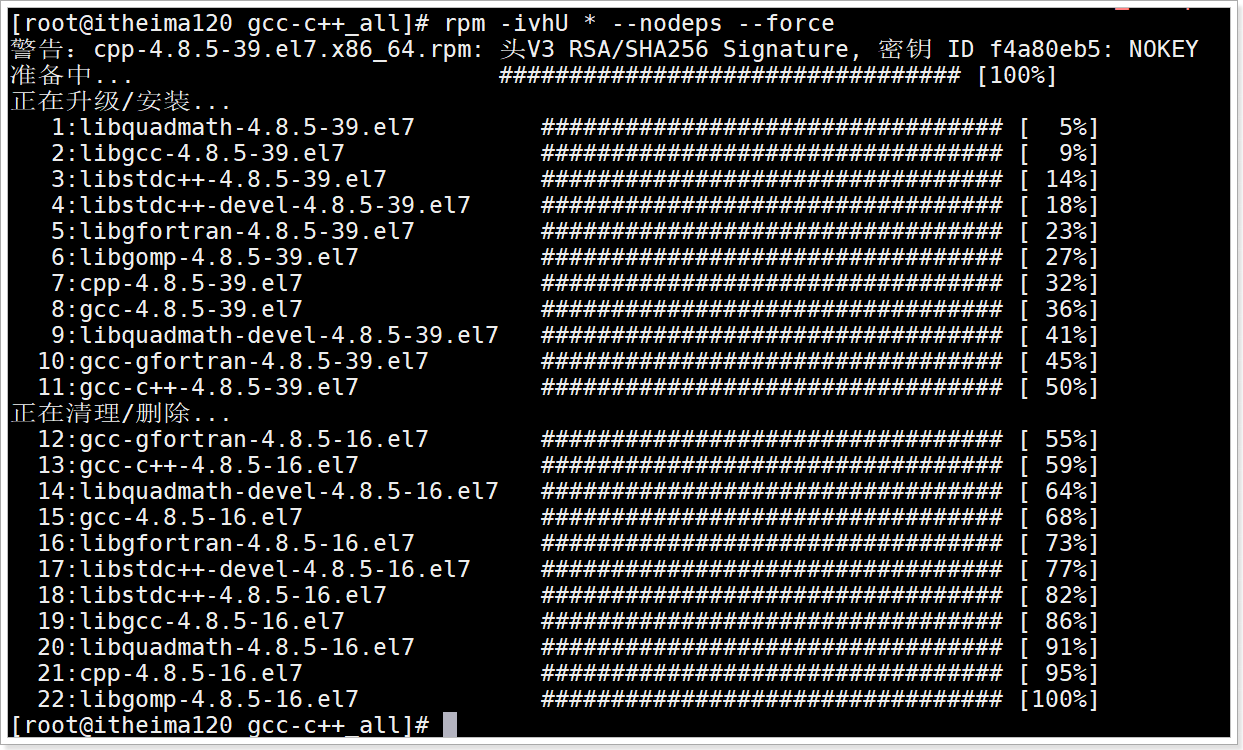 [root@itheima120 gcc-c++_all]# rpm -ivhU * --nodeps --force
警告：cpp-4.8.5-39.el7.x86_64.rpm: 头V3 RSA/SHA256 Signature, 密钥 ID f4a80eb5: NOKEY
准备中... ################################# [100%]
正在升级/安装...
1:libquadmath-4.8.5-39.el7 ################################# [ 5%]
2:libgcc-4.8.5-39.el7 ################################# [ 9%]
3:libstdc++-4.8.5-39.el7 ################################# [ 14%]
4:libstdc++-devel-4.8.5-39.el7 ################################# [ 18%]
5:libgfortran-4.8.5-39.el7 ################################# [ 23%]
6:libgomp-4.8.5-39.el7 ################################# [ 27%]
7:cpp-4.8.5-39.el7 ################################# [ 32%]
8:gcc-4.8.5-39.el7 ################################# [ 36%]
9:libquadmath-devel-4.8.5-39.el7 ################################# [ 41%]
10:gcc-gfortran-4.8.5-39.el7 ################################# [ 45%]
11:gcc-c++-4.8.5-39.el7 ################################# [ 50%]
正在清理/删除...
12:gcc-gfortran-4.8.5-16.el7 ################################# [ 55%]
13:gcc-c++-4.8.5-16.el7 ################################# [ 59%]
14:libquadmath-devel-4.8.5-16.el7 ################################# [ 64%]
15:gcc-4.8.5-16.el7 ################################# [ 68%]
16:libgfortran-4.8.5-16.el7 ################################# [ 73%]
17:libstdc++-devel-4.8.5-16.el7 ################################# [ 77%]
18:libstdc++-4.8.5-16.el7 ################################# [ 82%]
19:libgcc-4.8.5-16.el7 ################################# [ 86%]
20:libquadmath-4.8.5-16.el7 ################################# [ 91%]
21:cpp-4.8.5-16.el7 ################################# [ 95%]
22:libgomp-4.8.5-16.el7 ################################# [100%]
[root@itheima120 gcc-c++_all]#